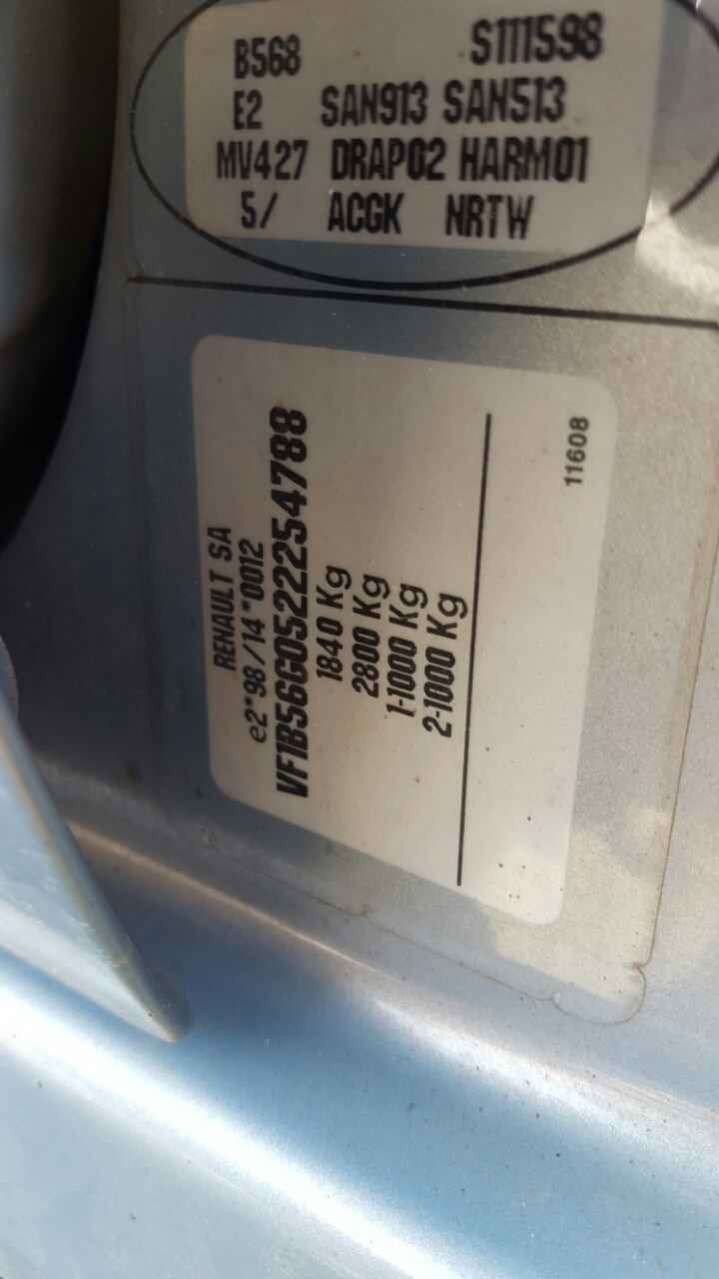 B568 S111598
E2 SAN913 SAN513
MV427 DRAP02 HARM01
5/ ACGK NRTW
RENAULT SA
e2*98/14*0012
VF1B56G0522254788
1840 Kg
2800 Kg
1-1000 Kg
2-1000 Kg
11608